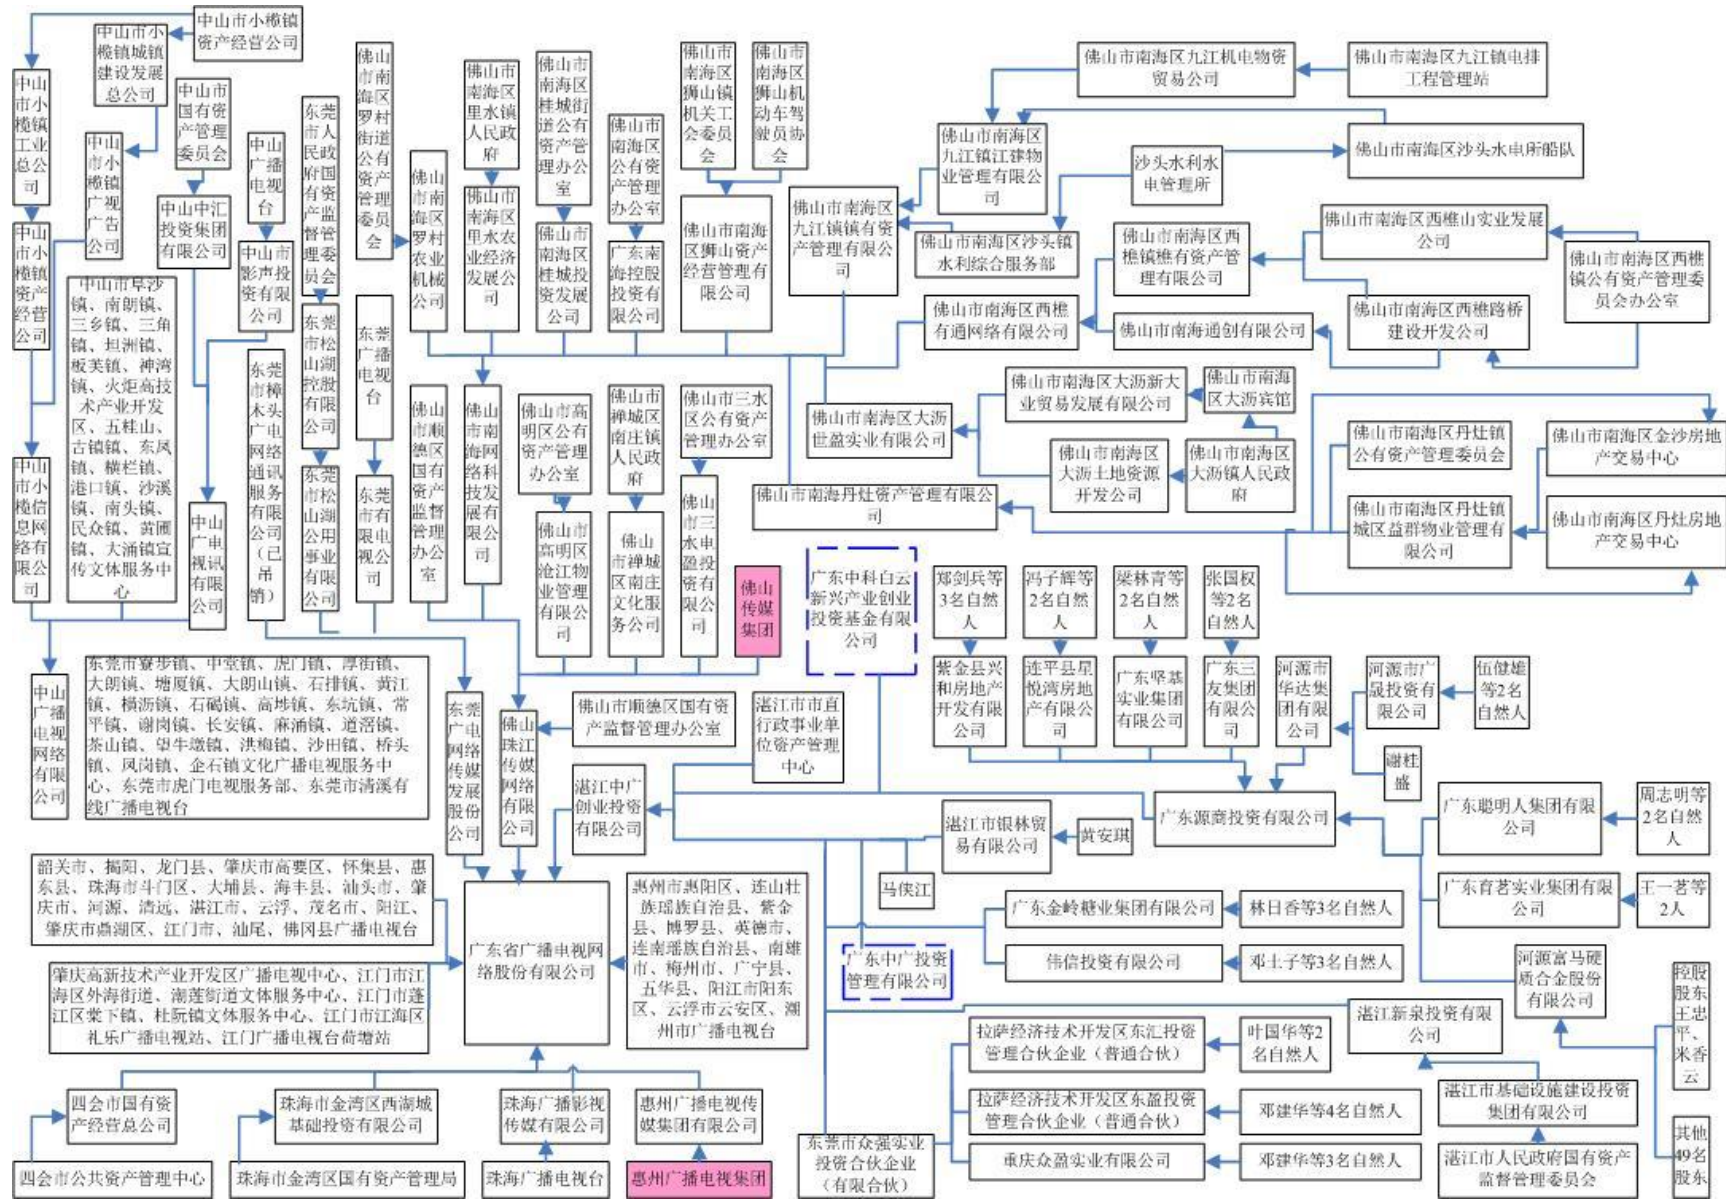 中山市小榄镇
资产经营公司
中山市小
榄镇城镇
建设发展
总公司
中山市小榄镇工业总公司
中山市国有资产管理委员会
中山市小榄镇广视广告公司
中山广播电视台
中山中汇
投资集团
有限公司
中山市小榄镇资产经营公司
中山市影声投资有限公司
中山市阜沙
镇、南朗镇、
三乡镇、三角
镇、坦洲镇、
板芙镇、神湾
镇、火炬高技
术产业开发
区、五桂山、
古镇镇、东凤
镇、横栏镇、
港口镇、沙溪
镇、南头镇、
民众镇、黄圃
镇、大涌镇宣
传文体服务中
心
中山市小榄信息网络有限公司
中山广电视讯有限公司
中山广播电视网络有限公司
东莞市人民政府国有资产监督管理委员会
东莞市松山湖控股有限公司
东莞广播电视台
东莞市樟木头广电网络通讯服务有限公司（已吊销）
东莞市松山湖公用事业有限公司
东莞市有限电视公司
东莞市寮步镇、中堂镇、虎门镇、厚街镇、
大朗镇、塘厦镇、大朗山镇、石排镇、黄江
镇、横沥镇、石碣镇、高埗镇、东坑镇、常
平镇、谢岗镇、长安镇、麻涌镇、道滘镇、
茶山镇、望牛墩镇、洪梅镇、沙田镇、桥头
镇、凤岗镇、企石镇文化广播电视服务中
心、东莞市虎门电视服务部、东莞市清溪有
线广播电视台
东莞广电网络传媒发展股份公司
佛山市南海区罗村街道公有资产管理委员会
佛山市南海区罗村农业机械公司
佛山市南海区里水镇人民政府
佛山市南海区里水农业经济发展公司
佛山市南海区桂城街道公有资产管理办公室
佛山市南海区桂城投资发展公司
佛山市南海区公有资产管理办公室
广东南海控股投资有限公司
佛山市南海区狮山镇机关工会委员会
佛山市南海区狮山机动车驾驶员协会
佛山市南海
区狮山资产
经营管理有
限公司
佛山市南海区
九江镇镇有资
产管理有限公
司
佛山市南海区
九江镇江建物
业管理有限公
司
佛山市南海区九江机电物资
贸易公司
佛山市南海区九江镇电排
工程管理站
沙头水利水
电管理所
佛山市南海区沙头水电所船队
佛山市南海区沙头镇
水利综合服务部
佛山市南海区西
樵镇樵有资产管
理有限公司
佛山市南海区西樵山实业发展
公司
佛山市南海区西樵
镇公有资产管理委
员会办公室
佛山市南海区西樵
有通网络有限公司
佛山市南海通创有限公司
佛山市南海区西樵路桥
建设开发公司
佛山市南海区大沥
世盈实业有限公司
佛山市南海区大沥新大
业贸易发展有限公司
佛山市南海
区大沥宾馆
佛山市南海区
大沥土地资源
开发公司
佛山市南海区
大沥镇人民政
府
佛山市南海丹灶资产管理有限公
司
佛山市南海区丹灶镇
公有资产管理委员会
佛山市南海区金沙房地
产交易中心
佛山市南海区丹灶镇
城区益群物业管理有
限公司
佛山市南海区丹灶房地
产交易中心
佛山市顺德区国有资产监督管理办公室
佛山市南海网络科技发展有限公司
佛山市高
明区公有
资产管理
办公室
佛山市高明区沧江物业管理有限公司
佛山市禅城区南庄镇人民政府
佛山市禅城区南庄文化服务公司
佛山市三水
区公有资产
管理办公室
佛山市三水电盈投资有限公司
佛山传媒集团
佛山珠江传媒网络有限公司
佛山市顺德区国有资
产监督管理办公室
广东中科白云
新兴产业创业
投资基金有限
公司
郑剑兵等
3名自然
人
冯子辉等
2名自然
人
梁林青等
2名自然
人
张国权
等2名
自然人
紫金县兴
和房地产
开发有限
公司
连平县星
悦湾房地
产有限公
司
广东坚基
实业集团
有限公司
广东三
友集团
有限公
司
河源市
华达集
团有限
公司
河源市广
晟投资有
限公司
伍健雄
等2名
自然人
谢桂
盛
湛江市市直
行政事业单
位资产管理
中心
湛江中广
创业投资
有限公司
湛江市银林贸
易有限公司
黄安琪
马侠江
广东源商投资有限公司
广东聪明人集团有限公
司
周志明等
2名自然
人
广东育茗实业集团有限
公司
王一茗等
2人
广东金岭糖业集团有限公司
林日香等3名自然人
伟信投资有限公司
邓土子等3名自然人
广东中广投资
管理有限公司
河源富马硬
质合金股份
有限公司
控股
股东
王忠
平、
米香
云
其他
49名
股东
湛江新泉投资有限公
司
湛江市基础设施建设投资
集团有限公司
湛江市人民政府国有资产
监督管理委员会
拉萨经济技术开发区东汇投资
管理合伙企业（普通合伙）
叶国华等2
名自然人
拉萨经济技术开发区东盈投资
管理合伙企业（普通合伙）
邓建华等4名自然人
重庆众盈实业有限公司
邓建华等3名自然人
东莞市众强实业
投资合伙企业
（有限合伙）
韶关市、揭阳、龙门县、肇庆市高要区、怀集县、惠
东县、珠海市斗门区、大埔县、海丰县、汕头市、肇
庆市、河源、清远、湛江市、云浮、茂名市、阳江、
肇庆市鼎湖区、江门市、汕尾、佛冈县广播电视台
肇庆高新技术产业开发区广播电视中心、江门市江
海区外海街道、潮莲街道文体服务中心、江门市蓬
江区棠下镇、杜阮镇文体服务中心、江门市江海区
礼乐广播电视站、江门广播电视台荷塘站
广东省广播电视网
络股份有限公司
惠州市惠阳区、连山壮
族瑶族自治县、紫金
县、博罗县、英德市、
连南瑶族自治县、南雄
市、梅州市、广宁县、
五华县、阳江市阳东
区、云浮市云安区、潮
州市广播电视台
四会市国有资
产经营总公司
四会市公共资产管理中心
珠海市金湾区西湖城
基础投资有限公司
珠海市金湾区国有资产管理局
珠海广播影视
传媒有限公司
珠海广播电视台
惠州广播电视传
媒集团有限公司
惠州广播电视集团